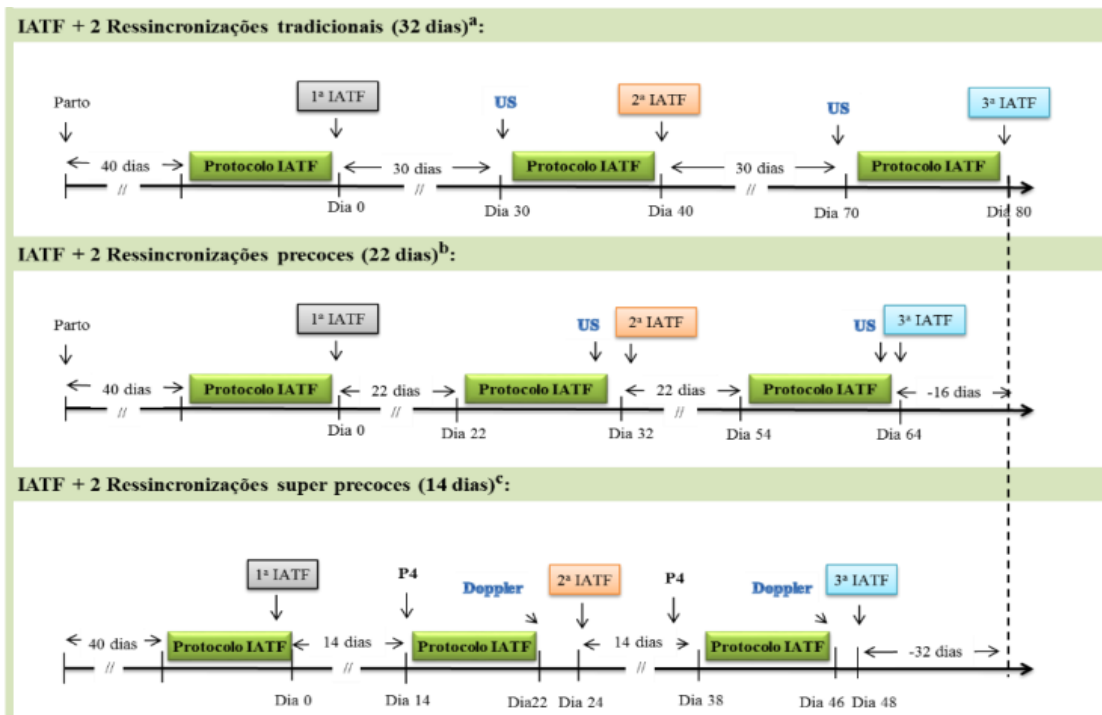 IATF + 2 Ressincronizações tradicionais (32 dias)ª:
Parto
1ª IATF
US
2ª IATF
US
3ª IATF
40 dias
Protocolo IATF
30 dias
Protocolo IATF
30 dias
Protocolo IATF
//
//
//
Dia 0
Dia 30
Dia 40
Dia 70
Dia 80
IATF + 2 Ressincronizações precoces (22 dias)ᵇ:
Parto
1ª IATF
US
2ª IATF
US
3ª IATF
40 dias
Protocolo IATF
22 dias
Protocolo IATF
22 dias
Protocolo IATF
-16 dias
//
//
//
Dia 0
Dia 22
Dia 32
Dia 54
Dia 64
IATF + 2 Ressincronizações super precoces (14 dias)ᶜ:
1ª IATF
P4
Doppler
2ª IATF
P4
Doppler
3ª IATF
40 dias
Protocolo IATF
14 dias
Protocolo IATF
14 dias
Protocolo IATF
-32 dias
//
//
//
Dia 0
Dia 14
Dia22
Dia 24
Dia 38
Dia 46
Dia 48